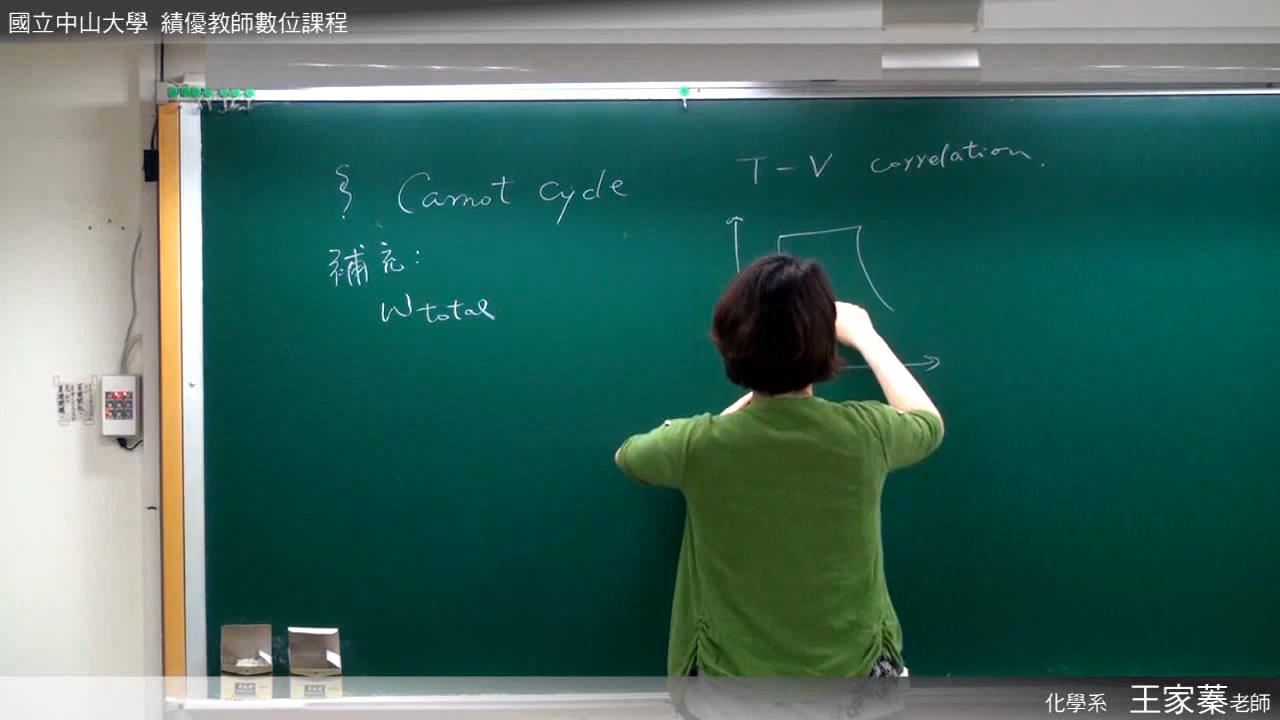 國立中山大學 績優教師數位課程
T-V correlation.
§ Carnot cycle
補充:
Wtotal
化學系 王家蓁老師